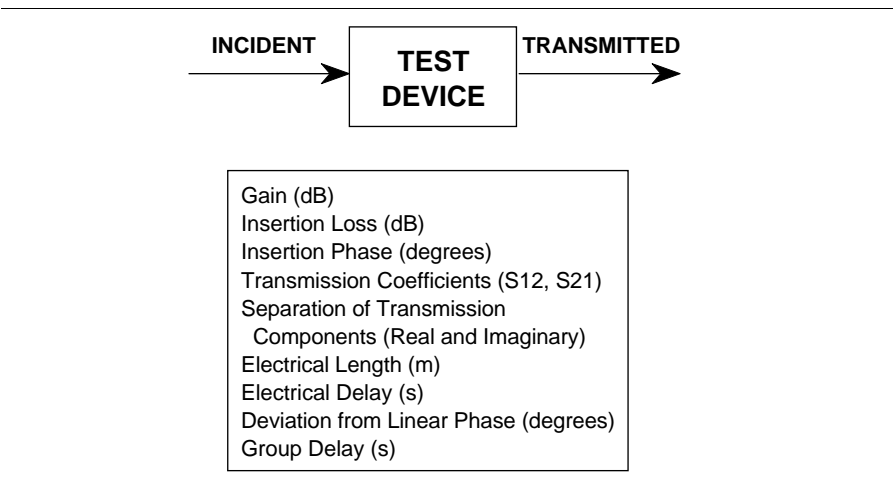 INCIDENT
TEST
DEVICE
TRANSMITTED
Gain (dB)
Insertion Loss (dB)
Insertion Phase (degrees)
Transmission Coefficients (S12, S21)
Separation of Transmission
Components (Real and Imaginary)
Electrical Length (m)
Electrical Delay (s)
Deviation from Linear Phase (degrees)
Group Delay (s)